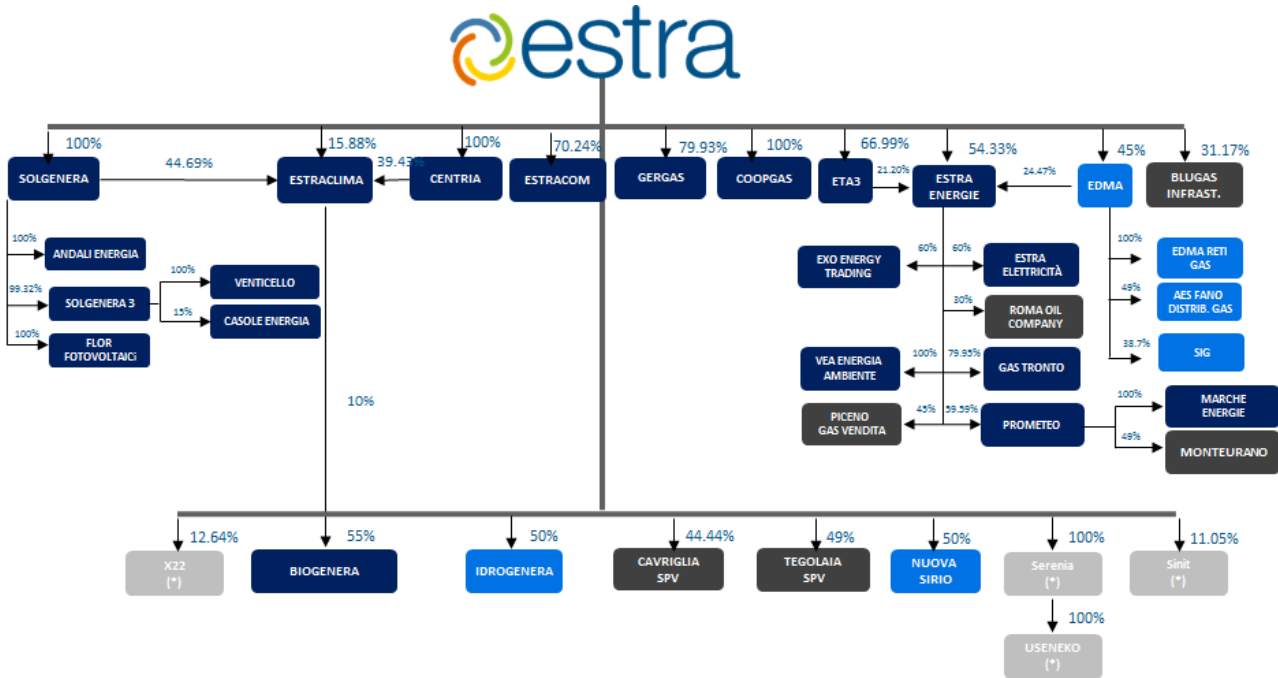 estra
100%
15.88%
100%
70.24%
79.93%
100%
66.99%
54.33%
45%
31.17%
44.69%
39.43%
21.20%
24.47%
SOLGENERA
ESTRACLIMA
CENTRIA
ESTRACOM
GERGAS
COOPGAS
ETA3
ESTRA
ENERGIE
EDMA
BLUGAS
INFRAST.
100%
ANDALI ENERGIA
99.32%
SOLGENERA 3
100%
VENTICELLO
15%
CASOLE ENERGIA
100%
FLOR
FOTOVOLTAICi
60%
60%
EXO ENERGY
TRADING
ESTRA
ELETTRICITÀ
30%
ROMA OIL
COMPANY
100%
79.95%
VEA ENERGIA
AMBIENTE
GAS TRONTO
45%
59.59%
PICENO
GAS VENDITA
PROMETEO
100%
EDMA RETI
GAS
49%
AES FANO
DISTRIB. GAS
38.7%
SIG
100%
MARCHE
ENERGIE
49%
MONTEURANO
10%
12.64%
55%
50%
44.44%
49%
50%
100%
11.05%
X22
(*)
BIOGENERA
IDROGENERA
CAVRIGLIA
SPV
TEGOLAIA
SPV
NUOVA
SIRIO
Serenia
(*)
Sinit
(*)
100%
USENEKO
(*)